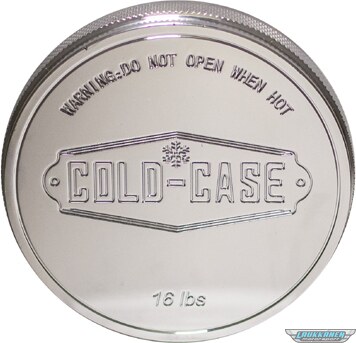 WARNING:DO NOT OPEN WHEN HOT
COLD-CASE
16 lbs